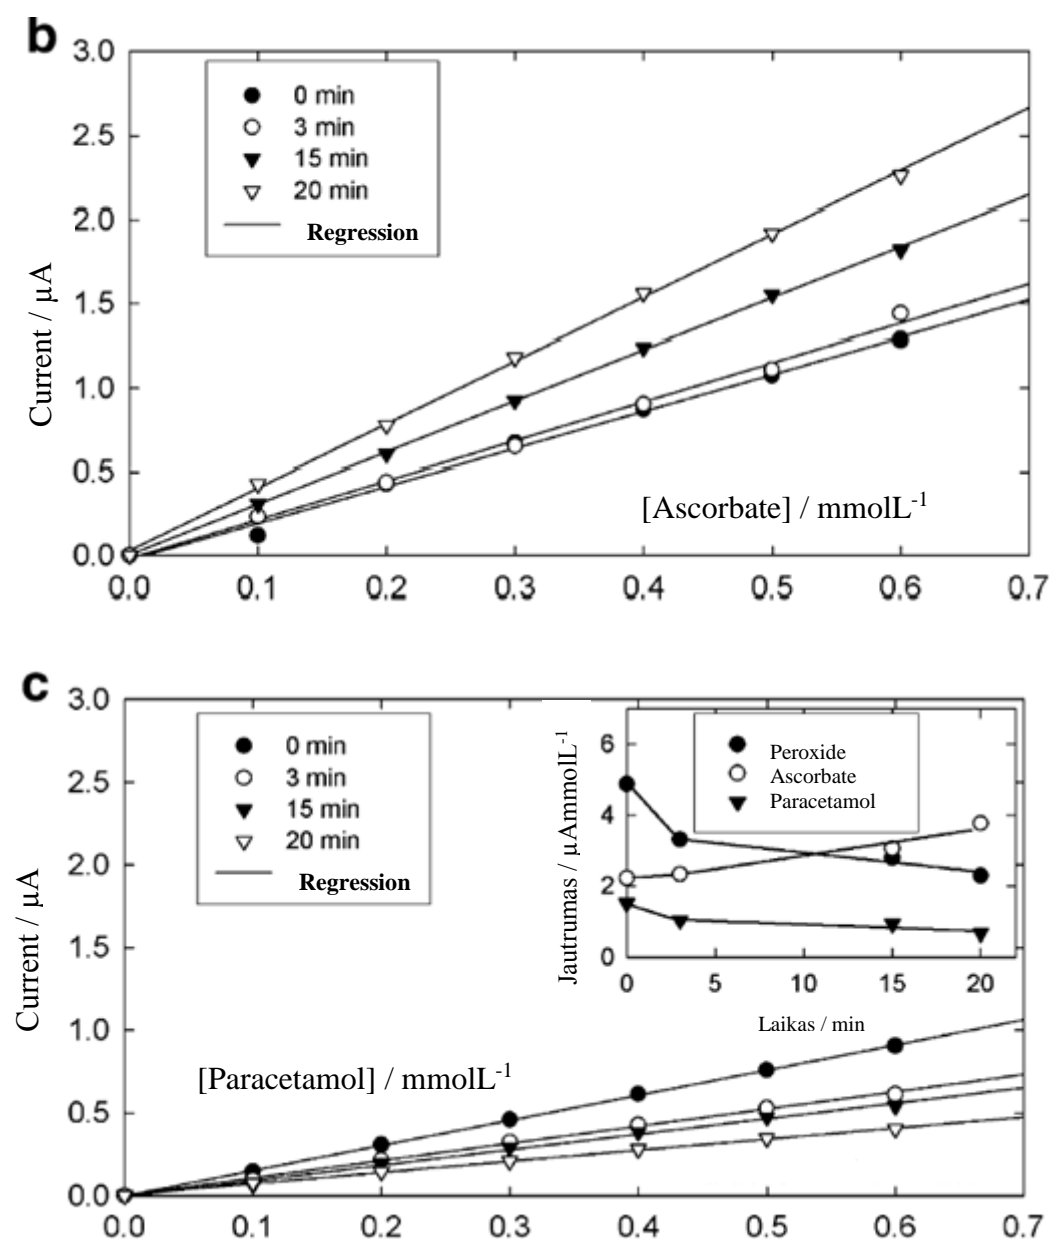 b
3.0
2.5
2.0
1.5
1.0
0.5
0.0
Current / μA
0 min
3 min
15 min
20 min
Regression
[Ascorbate] / mmolL-1
0.0 0.1 0.2 0.3 0.4 0.5 0.6 0.7
c
3.0
2.5
2.0
1.5
1.0
0.5
0.0
Current / μA
0 min
3 min
15 min
20 min
Regression
Jautrumas / μAmmolL-1
6
4
2
0
Peroxide
Ascorbate
Paracetamol
0 5 10 15 20
Laikas / min
[Paracetamol] / mmolL-1
0.0 0.1 0.2 0.3 0.4 0.5 0.6 0.7